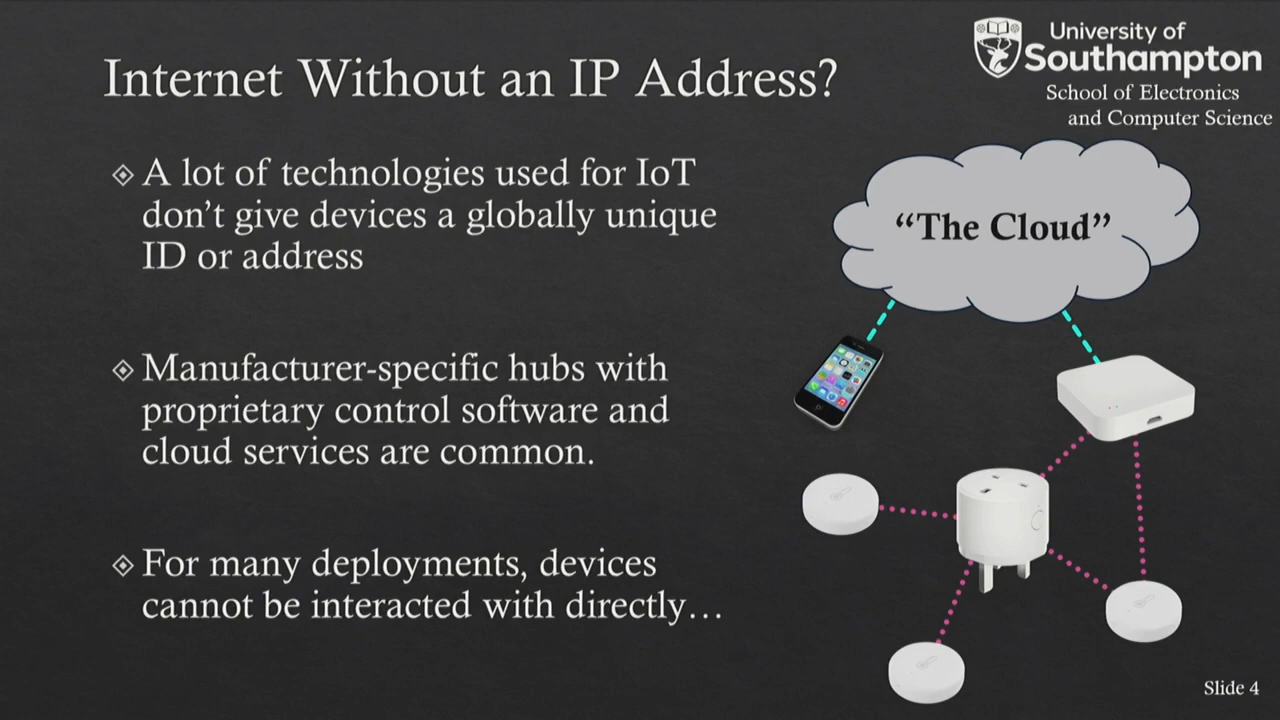 Internet Without an IP Address?
University of
Southampton
School of Electronics
and Computer Science
A lot of technologies used for IoT
don’t give devices a globally unique
ID or address
Manufacturer-specific hubs with
proprietary control software and
cloud services are common.
For many deployments, devices
cannot be interacted with directly…
“The Cloud”
Slide 4